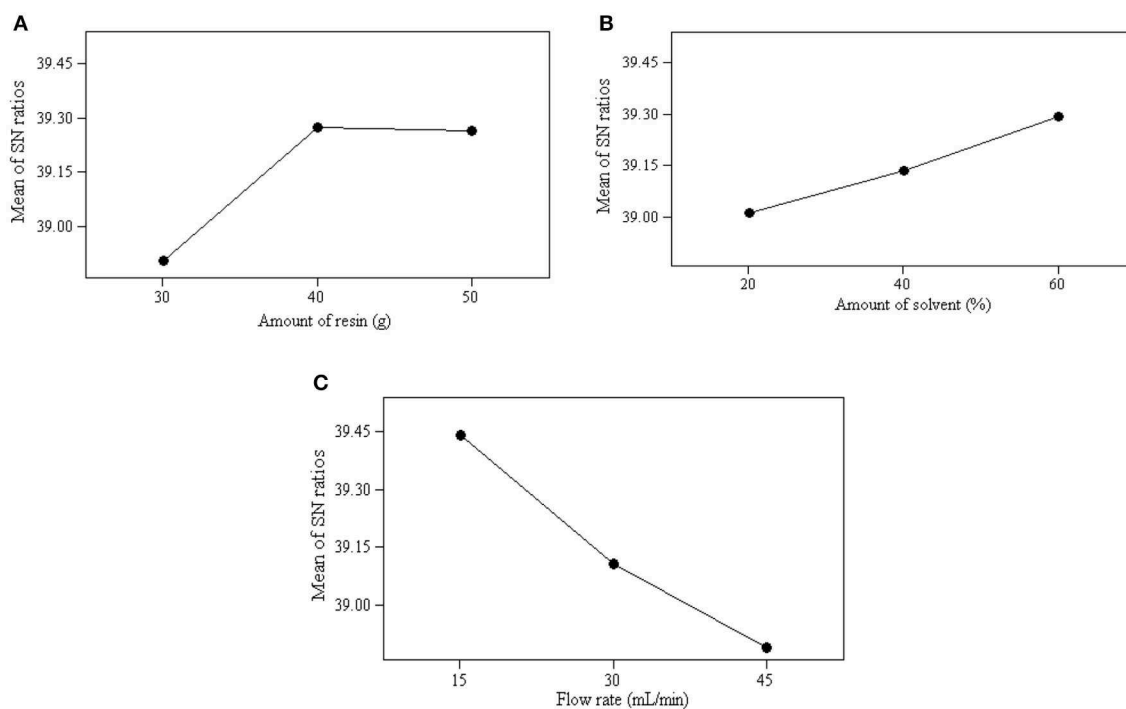 A
Mean of SN ratios
39.45
39.30
39.15
39.00
30 40 50
Amount of resin (g)
B
Mean of SN ratios
39.45
39.30
39.15
39.00
20 40 60
Amount of solvent (%)
C
Mean of SN ratios
39.45
39.30
39.15
39.00
15 30 45
Flow rate (mL/min)